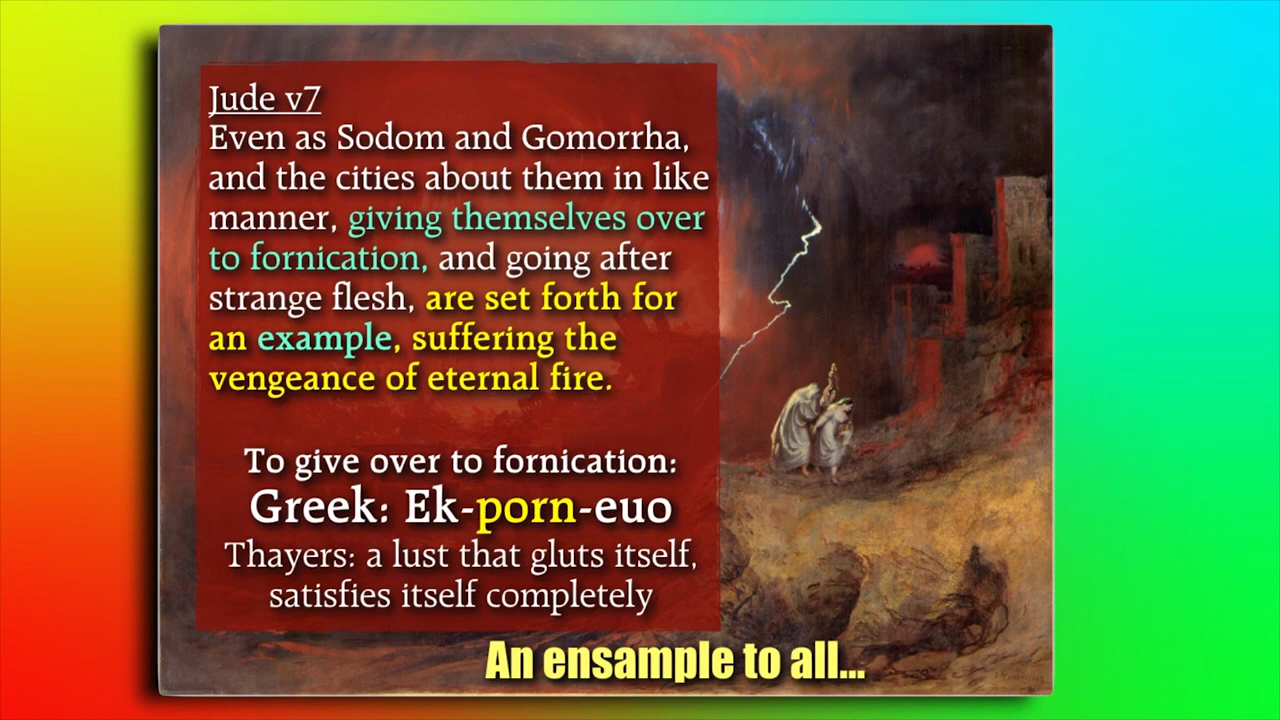 Jude v7
Even as Sodom and Gomorrha,
and the cities about them in like
manner, giving themselves over
to fornication, and going after
strange flesh, are set forth for
an example, suffering the
vengeance of eternal fire.
To give over to fornication:
Greek: Ek-porn-euo
Thayers: a lust that gluts itself,
satisfies itself completely
An ensample to all...